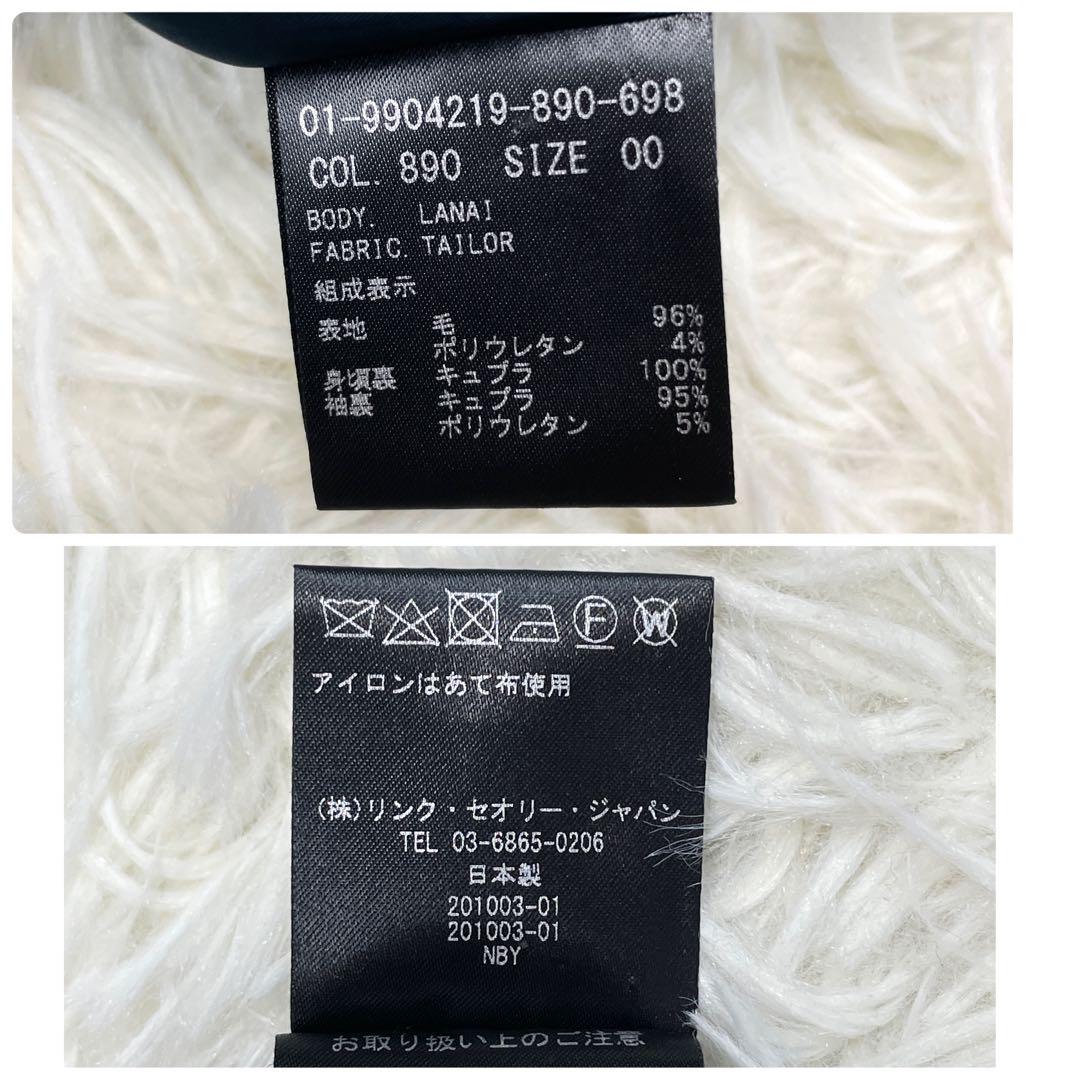 01-9904219-890-698
COL. 890 SIZE 00
BODY. LANAI
FABRIC. TAILOR
組成表示
表地 毛 96%
ポリウレタン 4%
身頃裏 キュプラ 100%
袖裏 キュプラ 95%
ポリウレタン 5%
F W
アイロンはあて布使用
(株)リンク・セオリー・ジャパン
TEL 03-6865-0206
日本製
201003-01
201003-01
NBY
お取り扱い上のご注意